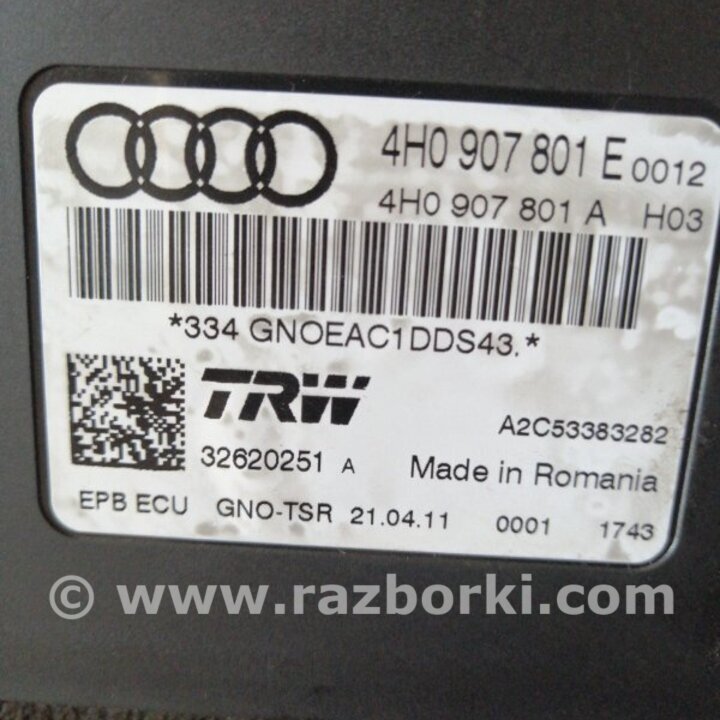 4H0 907 801 E 0012
4H0 907 801 A H03
*334 GNOEAC1DDS43.*
TRW
A2C53383282
32620251 A Made in Romania
EPB ECU GNO-TSR 21.04.11 0001 1743
© www.razborki.com